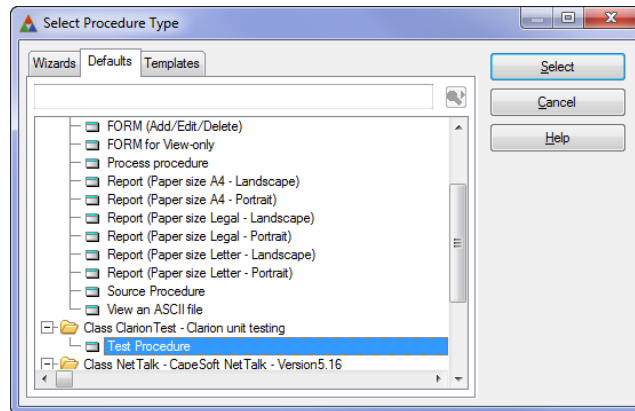 Select Procedure Type
Wizards Defaults Templates
Select
Cancel
Help
FORM (Add/Edit/Delete)
FORM for View-only
Process procedure
Report (Paper size A4 - Landscape)
Report (Paper size A4 - Portrait)
Report (Paper size Legal - Landscape)
Report (Paper size Legal - Portrait)
Report (Paper size Letter - Landscape)
Report (Paper size Letter - Portrait)
Source Procedure
View an ASCII file
Class ClarionTest - Clarion unit testing
Test Procedure
Class NetTalk - CapeSoft NetTalk - Version5.16